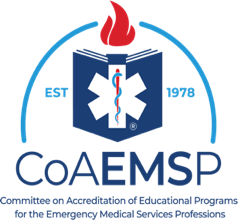 EST 1978
®
CoAEMSP
Committee on Accreditation of Educational Programs
for the Emergency Medical Services Professions